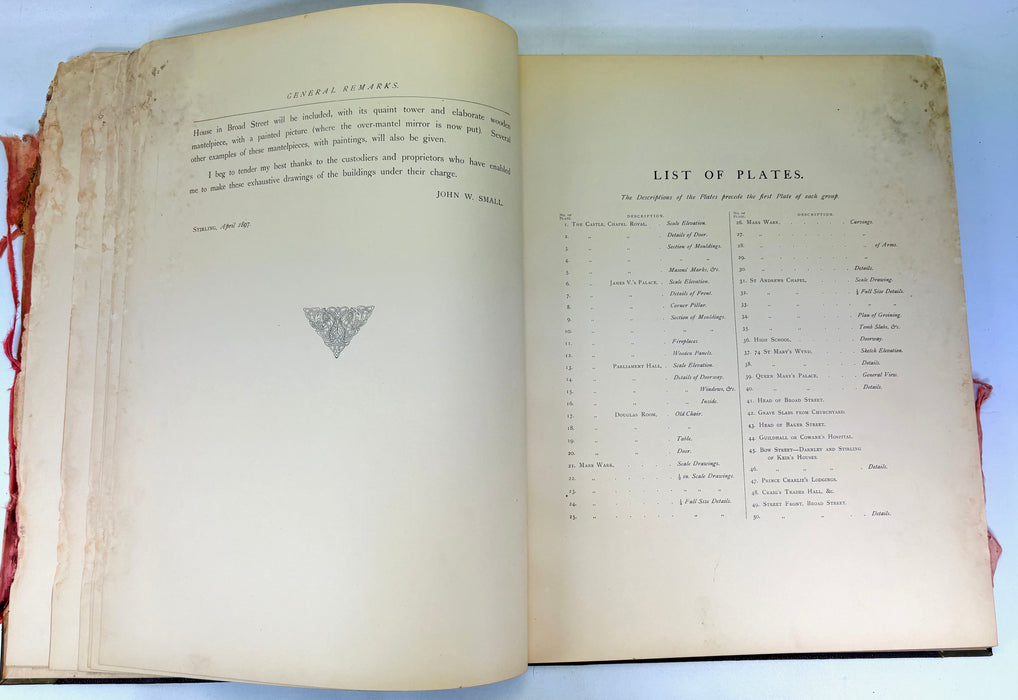 GENERAL REMARKS.
House in Broad Street will be included, with its quaint tower and elaborate wooden
mantelpiece, with a painted picture (where the over-mantel mirror is now put). Several
other examples of these mantelpieces, with paintings, will also be given.
I beg to tender my best thanks to the custodiers and proprietors who have enabled
me to make these exhaustive drawings of the buildings under their charge.
JOHN W. SMALL.
Stirling, April 1897.
LIST OF PLATES.
The Descriptions of the Plates precede the first Plate of each group.
No. of Plate. DESCRIPTION.
1. The Castle, Chapel Royal, . Scale Elevation.
2. „ „ Details of Door.
3. „ „ Section of Mouldings.
4. „ „ „ „
5. „ „ Masons' Marks, &c.
6. „ James V.'s Palace, . Scale Elevation.
7. „ „ Details of Front.
8. „ „ Corner Pillar.
9. „ „ Section of Mouldings.
10. „ „ „ „
11. „ „ Fireplaces.
12. „ „ Wooden Panels.
13. „ Parliament Hall, . Scale Elevation.
14. „ „ Details of Doorway.
15. „ „ „ Windows, &c.
16. „ „ „ Inside.
17. „ Douglas Room, . Old Chair.
18. „ „ „
19. „ „ Table.
20. „ „ Door.
21. Mars Wark, . . . . Scale Drawings.
22. „ . . . . ½ in. Scale Drawings.
23. „ . . . . „ „ „
24. „ . . . . ¼ Full Size Details.
25. „ . . . . „ „
No. of Plate. DESCRIPTION.
26. Mars Wark, . . . . . Carvings.
27. „ . . . . . „
28. „ . . . . . „ of Arms.
29. „ . . . . . „
30. „ . . . . . Details.
31. St Andrews Chapel, . . . Scale Drawing.
32. „ „ . . . ¼ Full Size Details.
33. „ „ . . . „ „
34. „ „ . . . Plan of Groining.
35. „ „ . . . Tomb Slabs, &c.
36. High School, . . . . Doorway.
37. 74 St Mary's Wynd, . . . Sketch Elevation.
38. „ „ . . . Details.
39. Queen Mary's Palace, . . . General View.
40. „ „ . . . Details.
41. Head of Broad Street.
42. Grave Slabs from Churchyard.
43. Head of Baker Street.
44. Guildhall or Cowane's Hospital.
45. Bow Street—Darnley and Stirling
of Keir's Houses.
46. „ „ „ . . Details.
47. Prince Charlie's Lodgings.
48. Craig's Trades Hall, &c.
49. Street Front, Broad Street.
50. „ „ . . Details.